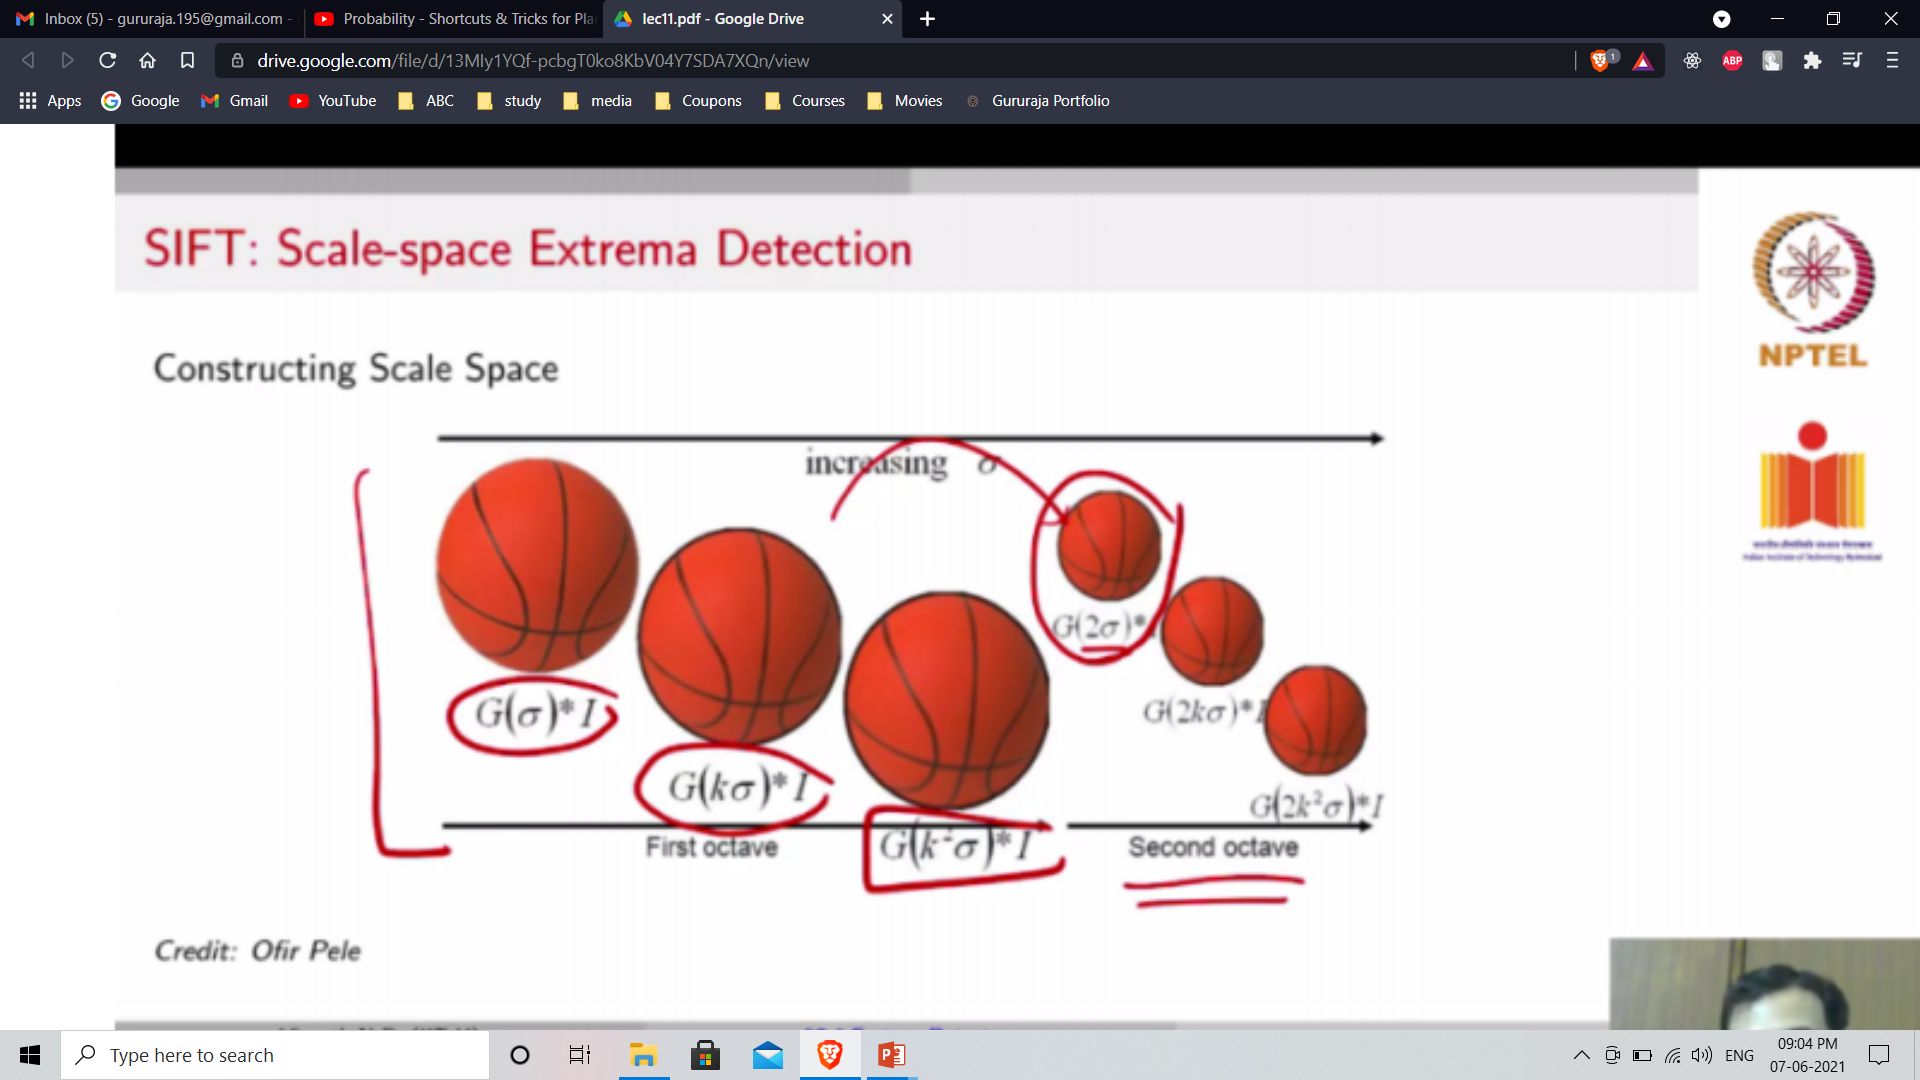 Inbox (5) - gururaja.195@gmail.com -
Probability - Shortcuts & Tricks for Pla
lec11.pdf - Google Drive
drive.google.com/file/d/13MIy1YQf-pcbgT0ko8KbV04Y7SDA7XQn/view
1
ABP
Apps
Google
Gmail
YouTube
ABC
study
media
Coupons
Courses
Movies
Gururaja Portfolio
SIFT: Scale-space Extrema Detection
NPTEL
Constructing Scale Space
increasing σ
G(σ)*I
G(kσ)*I
G(k²σ)*I
G(2σ)*I
G(2kσ)*I
G(2k²σ)*I
First octave
Second octave
Credit: Ofir Pele
Type here to search
ENG
09:04 PM
07-06-2021